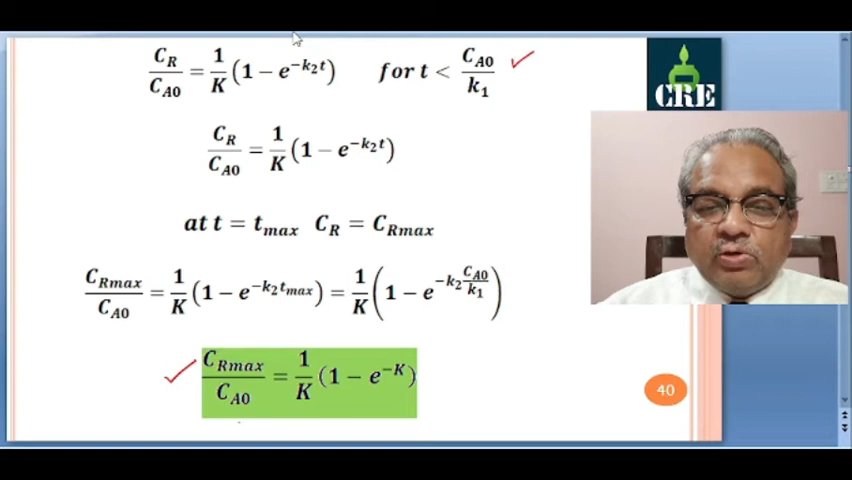 C_R/C_A0 = 1/K (1 − e^(−k₂t))   for t < C_A0/k₁ ✓
CRE
C_R/C_A0 = 1/K (1 − e^(−k₂t))
at t = t_max  C_R = C_Rmax
C_Rmax/C_A0 = 1/K (1 − e^(−k₂t_max)) = 1/K (1 − e^(−k₂ C_A0/k₁))
✓ C_Rmax/C_A0 = 1/K (1 − e^(−K))
40